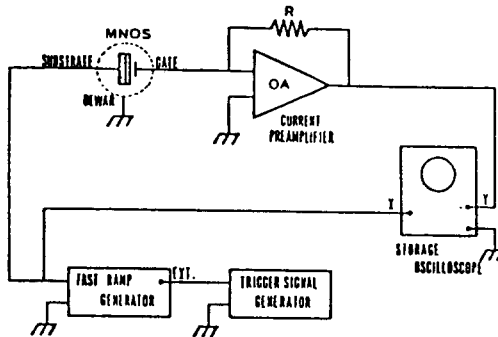 MNOS
R
SUBSTRATE
GATE
DEWAR
OA
CURRENT
PREAMPLIFIER
X
Y
STORAGE
OSCILLOSCOPE
FAST RAMP
GENERATOR
EXT.
TRIGGER SIGNAL
GENERATOR